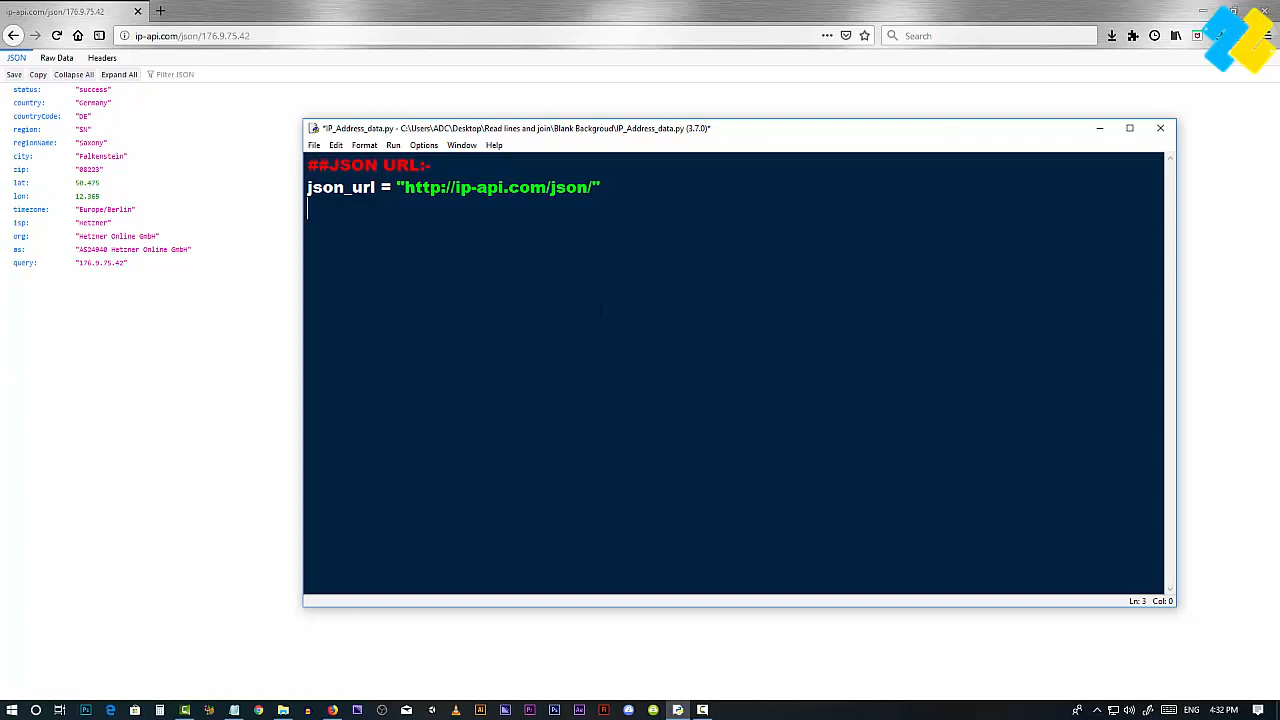 ip-api.com/json/176.9.75.42
ip-api.com/json/176.9.75.42
Search
JSON Raw Data Headers
Save Copy Collapse All Expand All Filter JSON
status: "success"
country: "Germany"
countryCode: "DE"
region: "SN"
regionName: "Saxony"
city: "Falkenstein"
zip: "08223"
lat: 50.475
lon: 12.365
timezone: "Europe/Berlin"
isp: "Hetzner"
org: "Hetzner Online GmbH"
as: "AS24940 Hetzner Online GmbH"
query: "176.9.75.42"
*IP_Address_data.py - C:\Users\ADC\Desktop\Read lines and join\Blank Backgroud\IP_Address_data.py (3.7.0)*
File Edit Format Run Options Window Help
##JSON URL:-
json_url = "http://ip-api.com/json/"
Ln: 3 Col: 0
ENG 4:32 PM